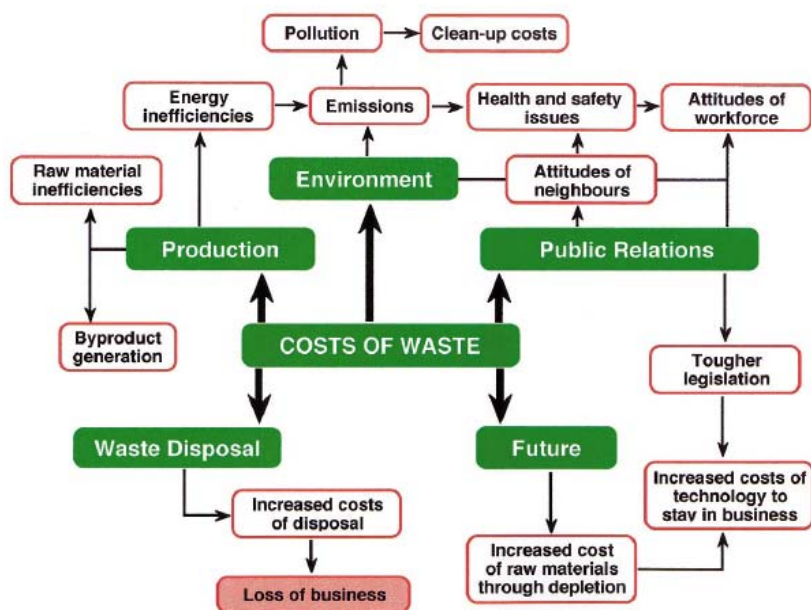 Pollution
Clean-up costs
Energy
inefficiencies
Emissions
Health and safety
issues
Attitudes of
workforce
Raw material
inefficiencies
Environment
Attitudes of
neighbours
Production
Public Relations
Byproduct
generation
COSTS OF WASTE
Tougher
legislation
Waste Disposal
Future
Increased costs
of disposal
Increased costs of
technology to
stay in business
Increased cost
of raw materials
through depletion
Loss of business